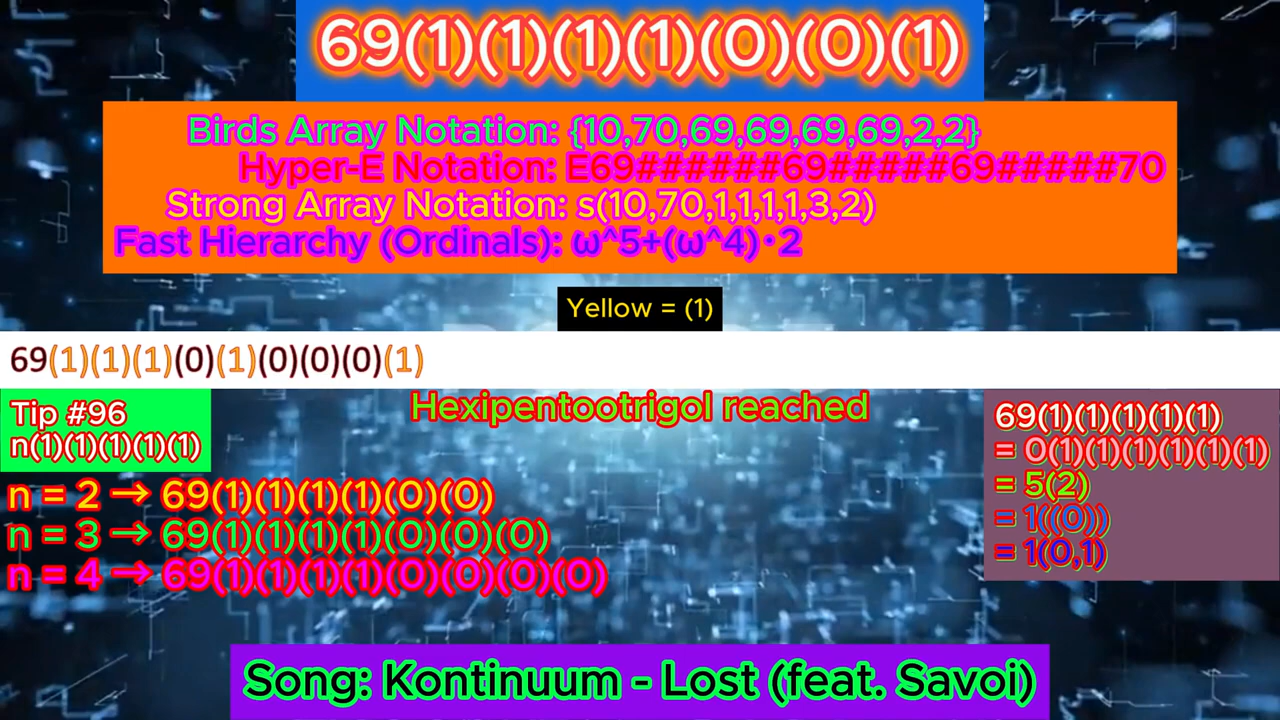 69(1)(1)(1)(1)(0)(0)(1)
Birds Array Notation: {10,70,69,69,69,69,2,2}
Hyper-E Notation: E69######69#####69#####70
Strong Array Notation: s(10,70,1,1,1,1,3,2)
Fast Hierarchy (Ordinals): ω^5+(ω^4)·2
Yellow = (1)
69(1)(1)(1)(0)(1)(0)(0)(0)(1)
Tip #96
n(1)(1)(1)(1)(1)
n = 2 → 69(1)(1)(1)(1)(0)(0)
n = 3 → 69(1)(1)(1)(1)(0)(0)(0)
n = 4 → 69(1)(1)(1)(1)(0)(0)(0)(0)
Hexipentootrigol reached
69(1)(1)(1)(1)(1)
= 0(1)(1)(1)(1)(1)(1)
= 5(2)
= 1((0))
= 1(0,1)
Song: Kontinuum - Lost (feat. Savoi)